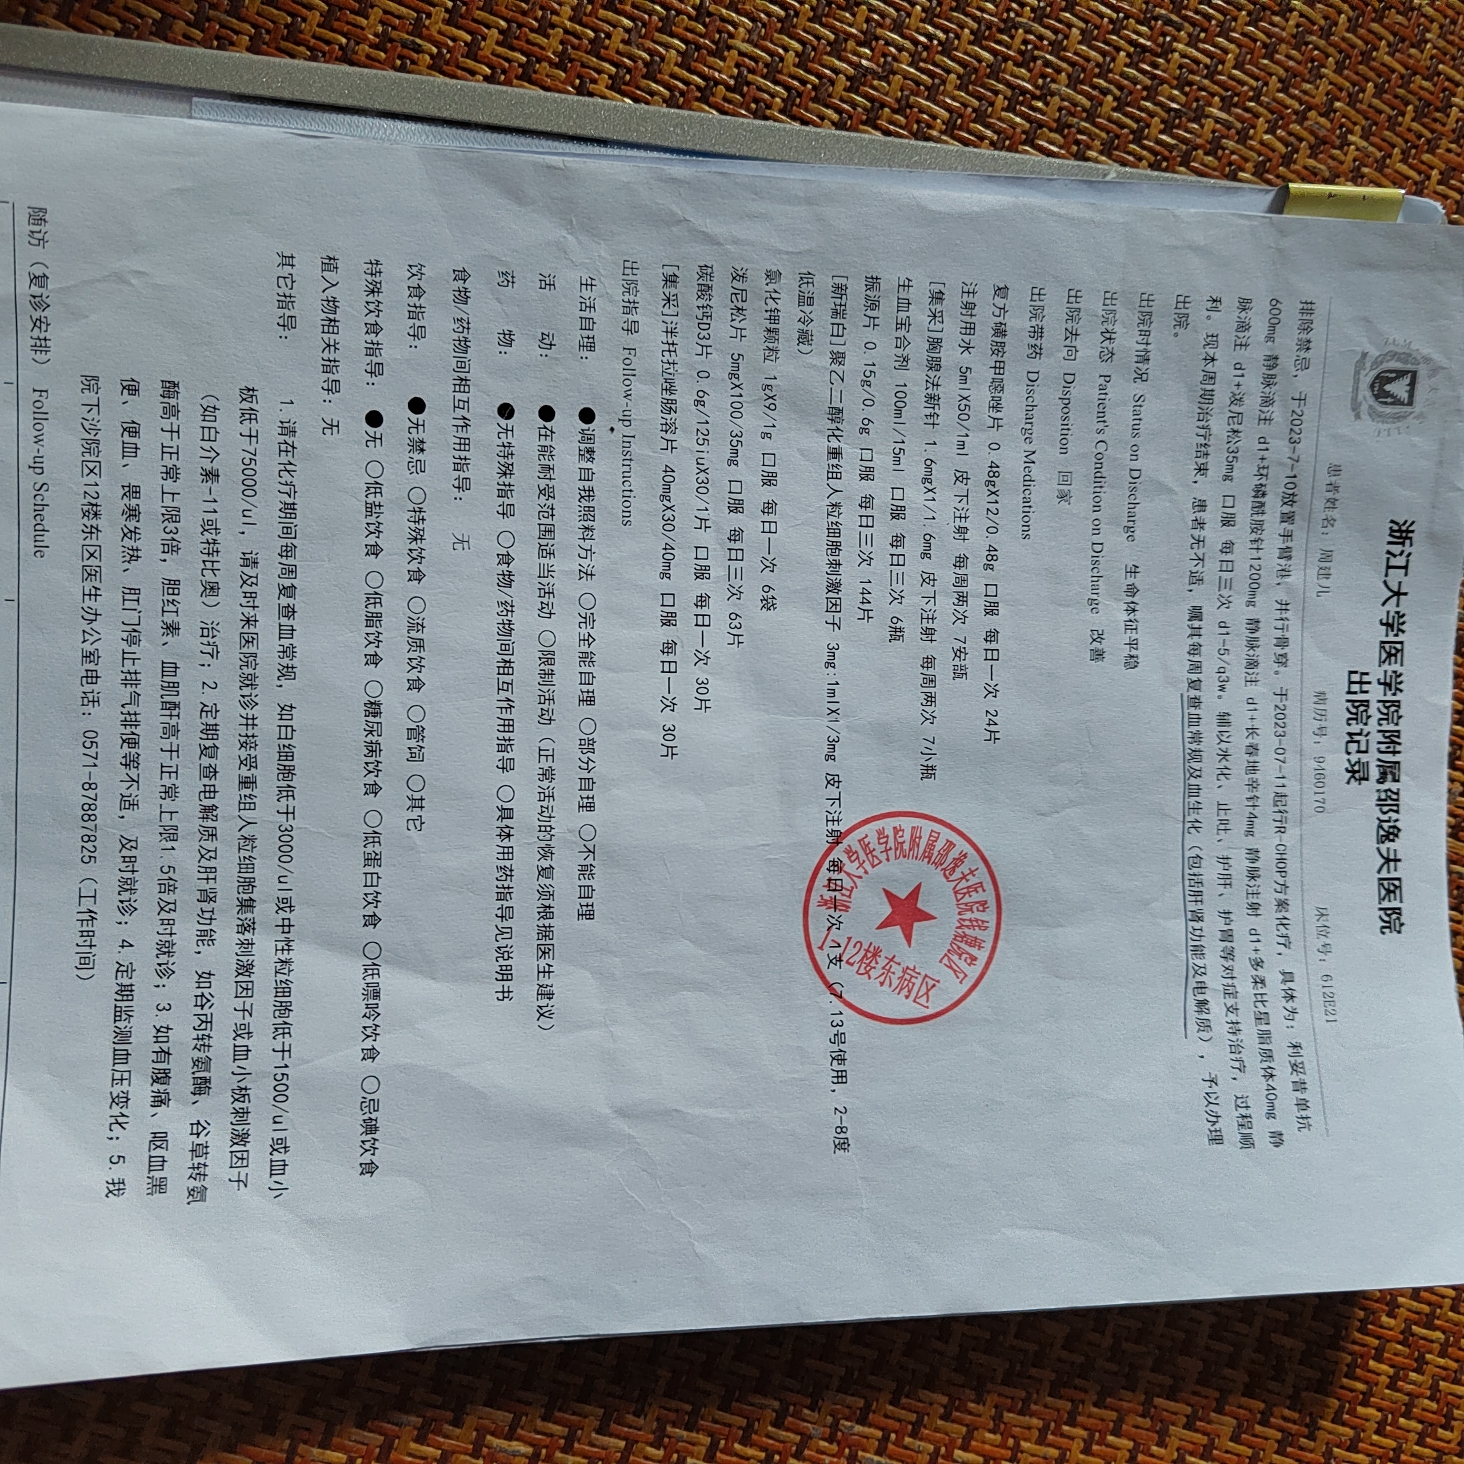 浙江大学医学院附属邵逸夫医院
出院记录
患者姓名：周建儿 病历号：9460170 床位号：612E21
排除禁忌，于2023-7-10放置手臂港，并行骨穿。于2023-07-11起行R-CHOP方案化疗，具体为：利妥昔单抗
600mg 静脉滴注 d1+环磷酰胺针1200mg 静脉滴注 d1+长春地辛针4mg 静脉注射 d1+多柔比星脂质体40mg 静
脉滴注 d1+泼尼松35mg 口服 每日三次 d1-5/q3w。辅以水化、止吐、护肝、护胃等对症支持治疗，过程顺
利。现本周期治疗结束，患者无不适，嘱其每周复查血常规及血生化（包括肝肾功能及电解质），予以办理
出院。
出院时情况 Status on Discharge 生命体征平稳
出院状态 Patient's Condition on Discharge 改善
出院去向 Disposition 回家
出院带药 Discharge Medications
复方磺胺甲噁唑片 0.48gX12/0.48g 口服 每日一次 24片
注射用水 5mlX50/1ml 皮下注射 每周两次 7安瓿
[集采]胸腺法新针 1.6mgX1/1.6mg 皮下注射 每周两次 7小瓶
生血宝合剂 100ml/15ml 口服 每日三次 6瓶
振源片 0.15g/0.6g 口服 每日三次 144片
[新瑞白]聚乙二醇化重组人粒细胞刺激因子 3mg:1mlX1/3mg 皮下注射 每日一次 1支（7.13号使用，2-8度
低温冷藏）
氯化钾颗粒 1gX9/1g 口服 每日一次 6袋
泼尼松片 5mgX100/35mg 口服 每日三次 63片
碳酸钙D3片 0.6g/125iuX30/1片 口服 每日一次 30片
[集采]泮托拉唑肠溶片 40mgX30/40mg 口服 每日一次 30片
出院指导 Follow-up Instructions
生活自理：●调整自我照料方法 ○完全能自理 ○部分自理 ○不能自理
活 动：●在能耐受范围适当活动 ○限制活动（正常活动的恢复须根据医生建议）
药 物：●无特殊指导 ○食物/药物间相互作用指导 ○具体用药指导见说明书
食物/药物间相互作用指导： 无
饮食指导：●无禁忌 ○特殊饮食 ○流质饮食 ○管饲 ○其它
特殊饮食指导：●无 ○低盐饮食 ○低脂饮食 ○糖尿病饮食 ○低蛋白饮食 ○低嘌呤饮食 ○忌碘饮食
植入物相关指导：无
其它指导： 1.请在化疗期间每周复查血常规，如白细胞低于3000/ul或中性粒细胞低于1500/ul或血小
板低于75000/ul，请及时来医院就诊并接受重组人粒细胞集落刺激因子或血小板刺激因子
（如白介素-11或特比奥）治疗；2.定期复查电解质及肝肾功能，如谷丙转氨酶、谷草转氨
酶高于正常上限3倍，胆红素、血肌酐高于正常上限1.5倍及时就诊；3.如有腹痛、呕血黑
便、便血、畏寒发热、肛门停止排气排便等不适，及时就诊；4.定期监测血压变化；5.我
院下沙院区12楼东区医生办公室电话：0571-87887825（工作时间）
随访（复诊安排） Follow-up Schedule
浙江大学医学院附属邵逸夫医院钱塘院区
1-12楼东病区